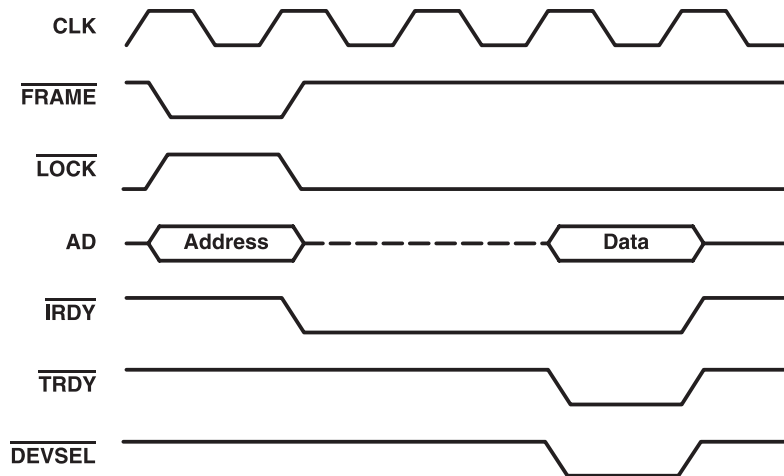 CLK
FRAME
LOCK
AD Address Data
IRDY
TRDY
DEVSEL